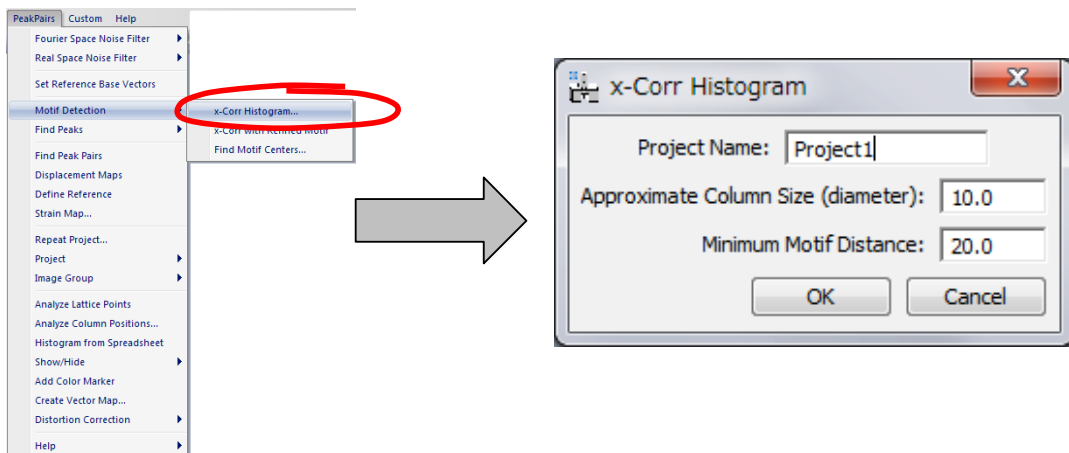 PeakPairs Custom Help
Fourier Space Noise Filter
Real Space Noise Filter
Set Reference Base Vectors
Motif Detection
Find Peaks
Find Peak Pairs
Displacement Maps
Define Reference
Strain Map...
Repeat Project...
Project
Image Group
Analyze Lattice Points
Analyze Column Positions...
Histogram from Spreadsheet
Show/Hide
Add Color Marker
Create Vector Map...
Distortion Correction
Help
x-Corr Histogram...
x-Corr with Refined Motif
Find Motif Centers...
x-Corr Histogram
Project Name: Project1
Approximate Column Size (diameter): 10.0
Minimum Motif Distance: 20.0
OK Cancel